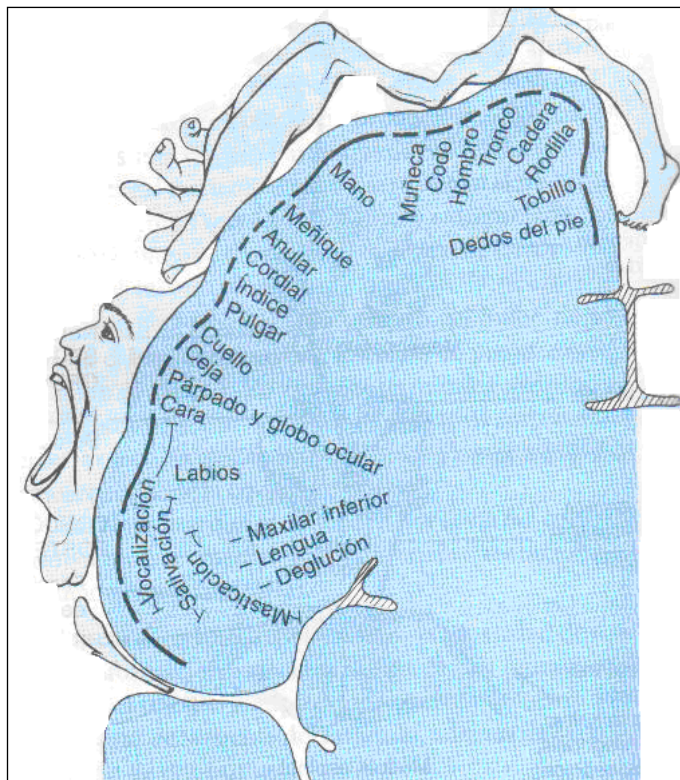 Dedos del pie
Tobillo
Rodilla
Cadera
Tronco
Hombro
Codo
Muñeca
Mano
Meñique
Anular
Cordial
Índice
Pulgar
Cuello
Ceja
Párpado y globo ocular
Cara
Labios
Vocalización
Salivación
Masticación
– Maxilar inferior
– Lengua
– Deglución